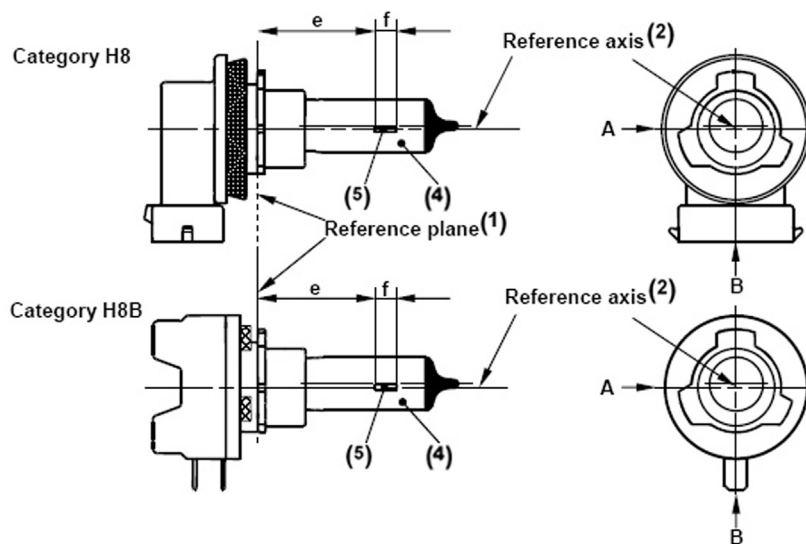 e
f
Reference axis (2)
Category H8
A
(5)
(4)
Reference plane (1)
B
e
f
Reference axis (2)
Category H8B
A
(5)
(4)
B